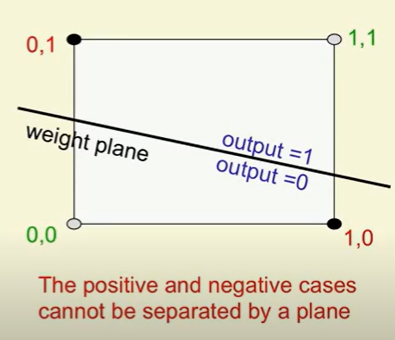 0,1
1,1
weight plane
output =1
output =0
0,0
1,0
The positive and negative cases
cannot be separated by a plane